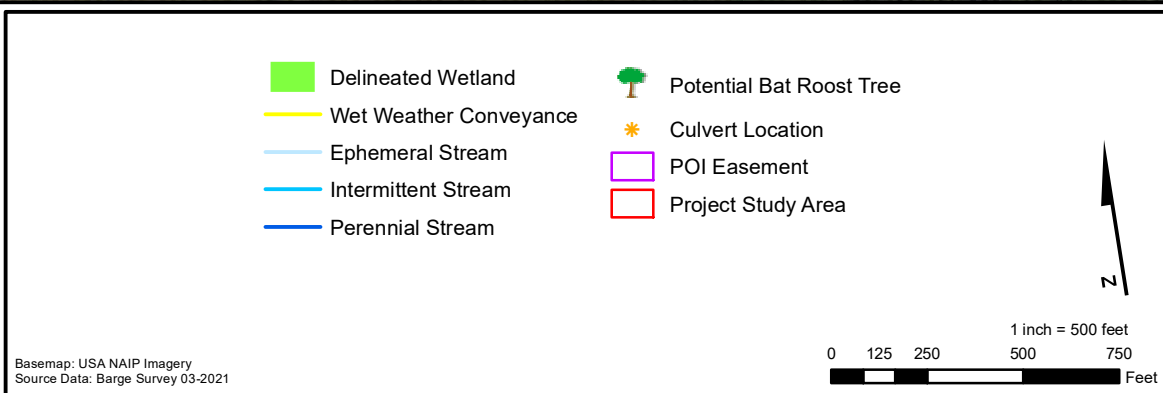 Delineated Wetland
Wet Weather Conveyance
Ephemeral Stream
Intermittent Stream
Perennial Stream
Potential Bat Roost Tree
Culvert Location
POI Easement
Project Study Area
N
1 inch = 500 feet
0 125 250 500 750
Feet
Basemap: USA NAIP Imagery
Source Data: Barge Survey 03-2021